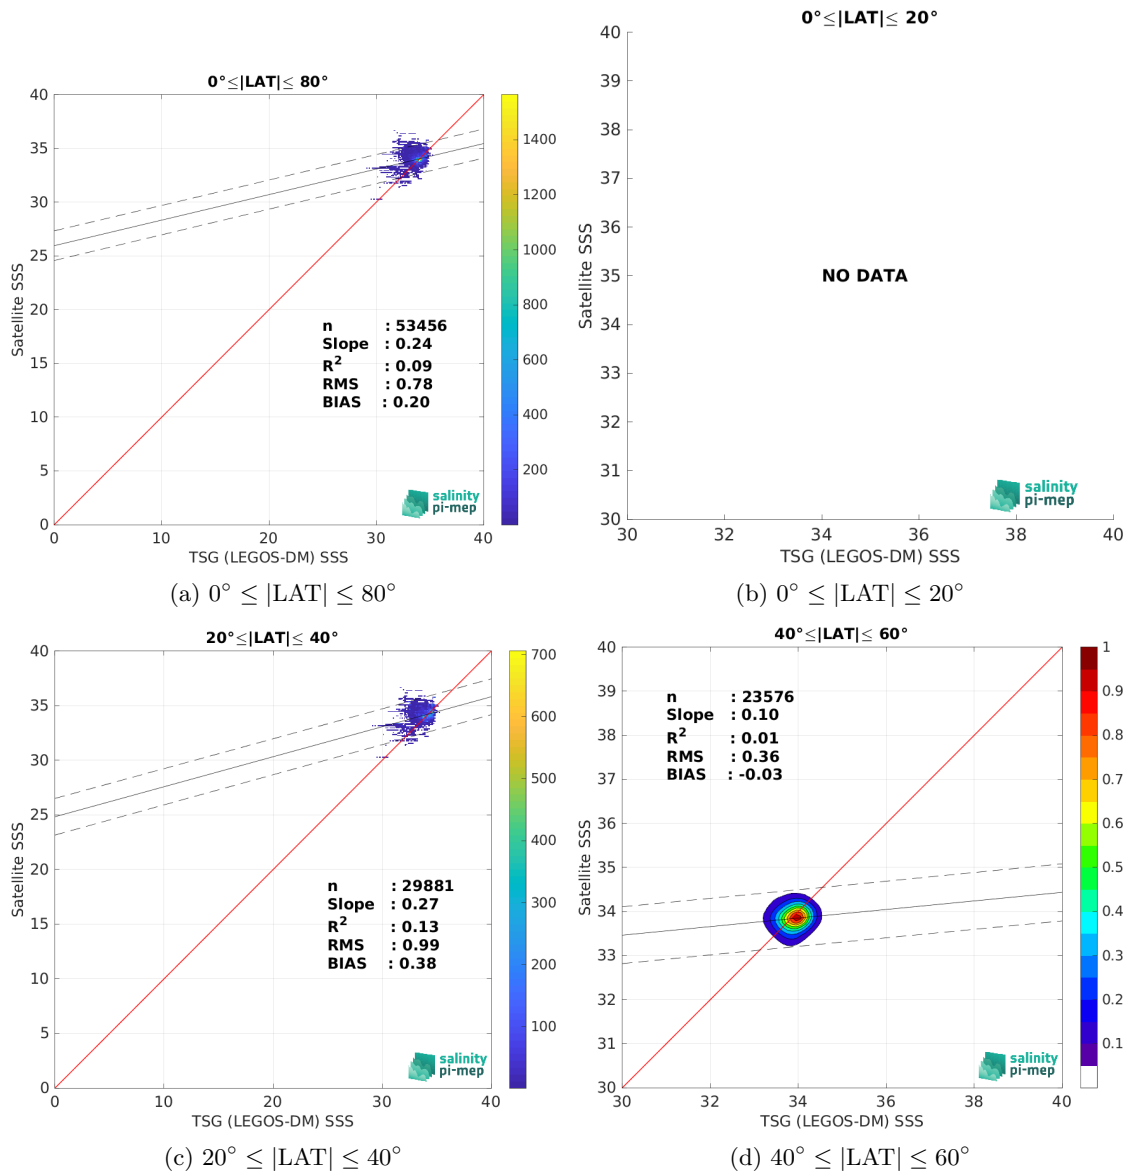 0°≤|LAT|≤ 80°
40
35
30
25
20
15
10
5
0
0
10
20
30
40
Satellite SSS
TSG (LEGOS-DM) SSS
n : 53456
Slope : 0.24
R² : 0.09
RMS : 0.78
BIAS : 0.20
1400
1200
1000
800
600
400
200
salinity
pi-mep
(a) 0° ≤ |LAT| ≤ 80°
0°≤|LAT|≤ 20°
40
39
38
37
36
35
34
33
32
31
30
30
32
34
36
38
40
Satellite SSS
TSG (LEGOS-DM) SSS
NO DATA
salinity
pi-mep
(b) 0° ≤ |LAT| ≤ 20°
20°≤|LAT|≤ 40°
40
35
30
25
20
15
10
5
0
0
10
20
30
40
Satellite SSS
TSG (LEGOS-DM) SSS
n : 29881
Slope : 0.27
R² : 0.13
RMS : 0.99
BIAS : 0.38
700
600
500
400
300
200
100
salinity
pi-mep
(c) 20° ≤ |LAT| ≤ 40°
40°≤|LAT|≤ 60°
40
39
38
37
36
35
34
33
32
31
30
30
32
34
36
38
40
Satellite SSS
TSG (LEGOS-DM) SSS
n : 23576
Slope : 0.10
R² : 0.01
RMS : 0.36
BIAS : -0.03
1
0.9
0.8
0.7
0.6
0.5
0.4
0.3
0.2
0.1
salinity
pi-mep
(d) 40° ≤ |LAT| ≤ 60°